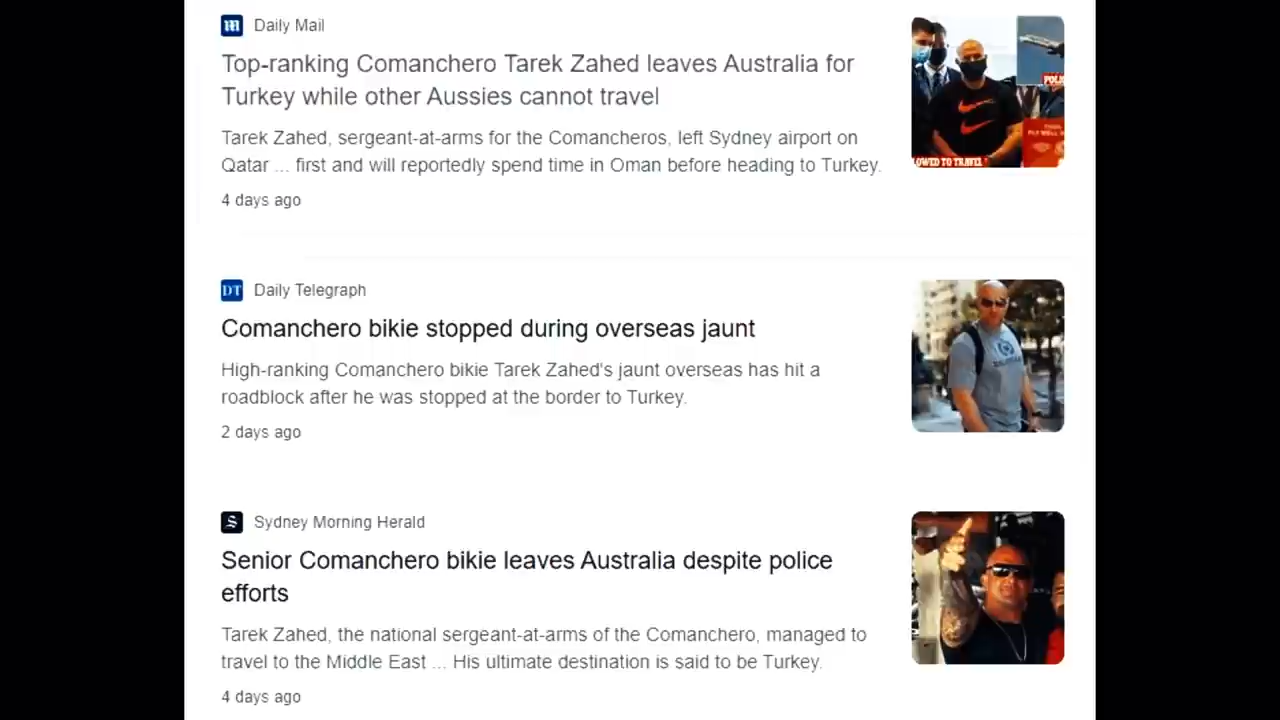 Daily Mail
Top-ranking Comanchero Tarek Zahed leaves Australia for
Turkey while other Aussies cannot travel
Tarek Zahed, sergeant-at-arms for the Comancheros, left Sydney airport on
Qatar ... first and will reportedly spend time in Oman before heading to Turkey.
4 days ago
OWED TO TRAVEL
DT
Daily Telegraph
Comanchero bikie stopped during overseas jaunt
High-ranking Comanchero bikie Tarek Zahed's jaunt overseas has hit a
roadblock after he was stopped at the border to Turkey.
2 days ago
S
Sydney Morning Herald
Senior Comanchero bikie leaves Australia despite police
efforts
Tarek Zahed, the national sergeant-at-arms of the Comanchero, managed to
travel to the Middle East ... His ultimate destination is said to be Turkey.
4 days ago